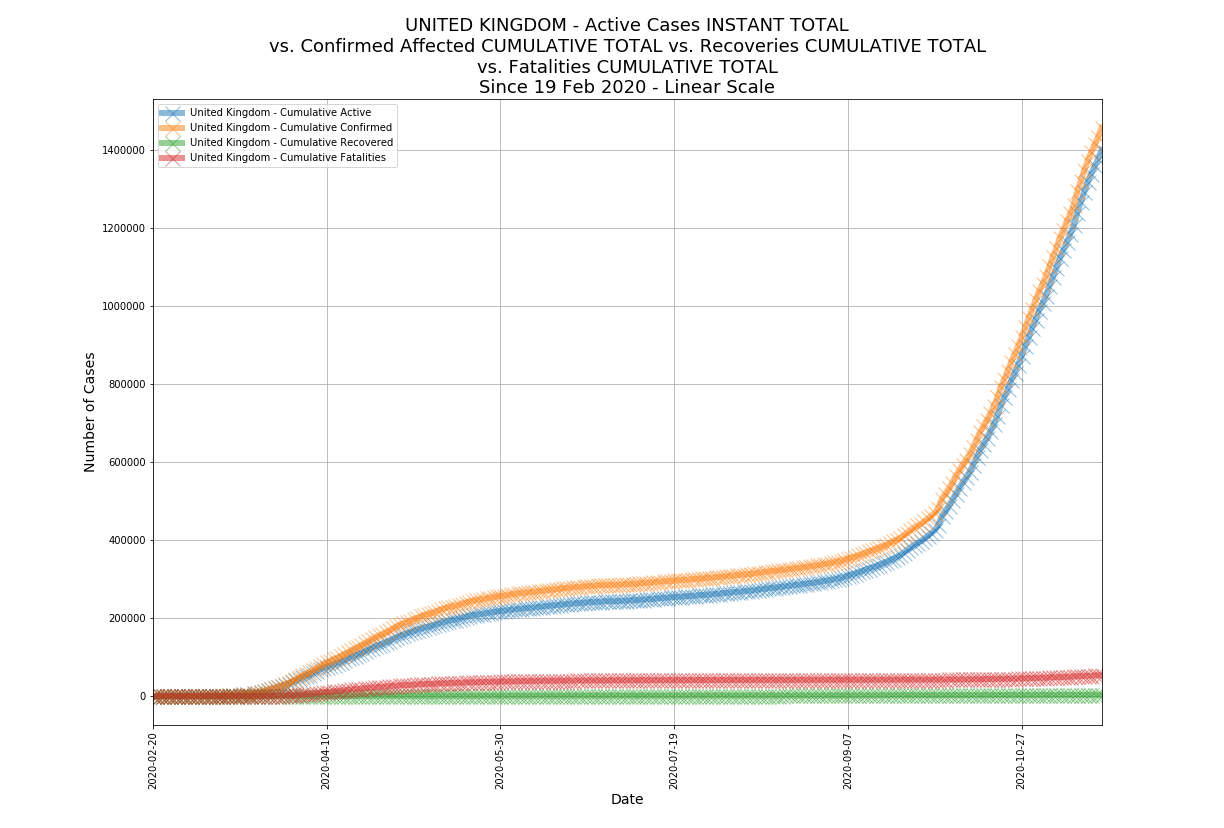 UNITED KINGDOM - Active Cases INSTANT TOTAL
vs. Confirmed Affected CUMULATIVE TOTAL vs. Recoveries CUMULATIVE TOTAL
vs. Fatalities CUMULATIVE TOTAL
Since 19 Feb 2020 - Linear Scale
United Kingdom - Cumulative Active
United Kingdom - Cumulative Confirmed
United Kingdom - Cumulative Recovered
United Kingdom - Cumulative Fatalities
1400000
1200000
1000000
800000
600000
400000
200000
0
Number of Cases
2020-02-20
2020-04-10
2020-05-30
2020-07-19
2020-09-07
2020-10-27
Date